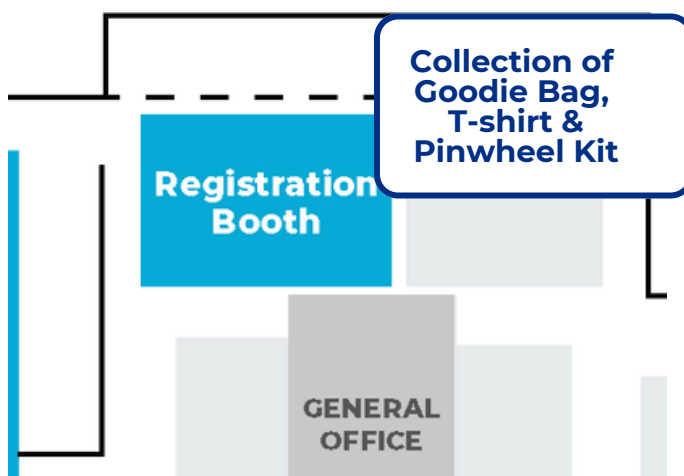 Collection of
Goodie Bag,
T-shirt &
Pinwheel Kit
Registration
Booth
GENERAL
OFFICE